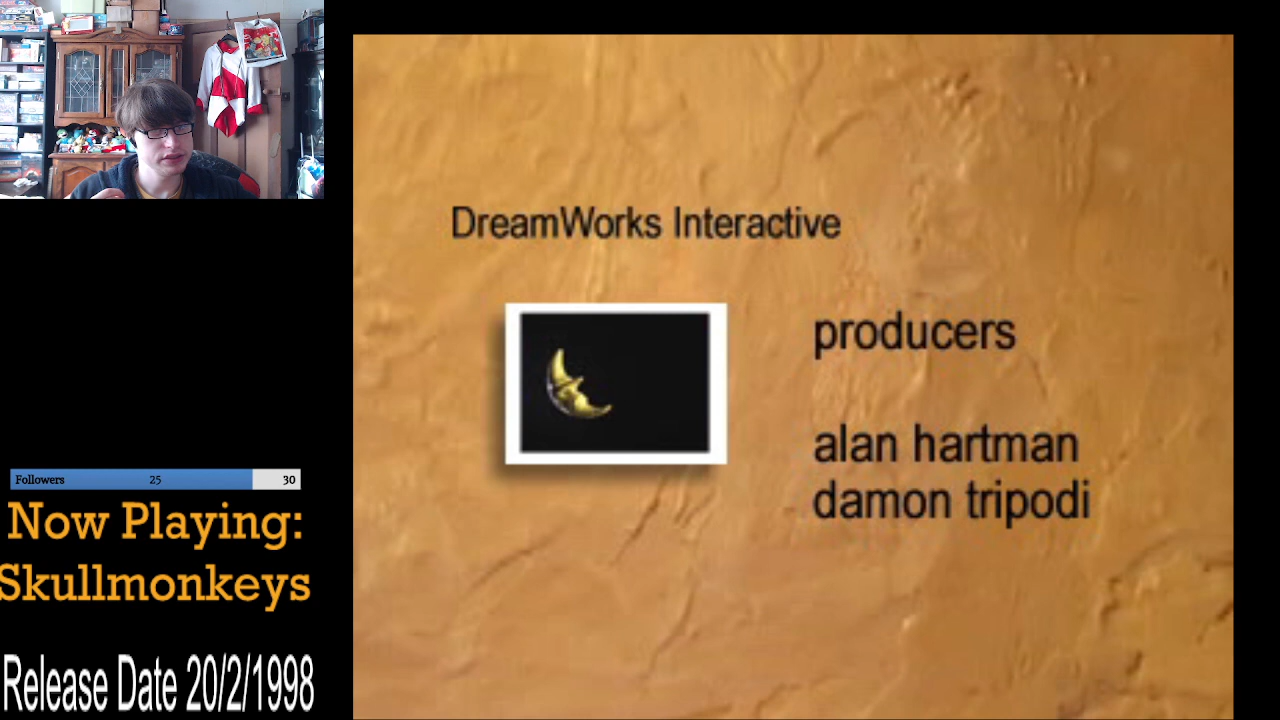 DreamWorks Interactive
producers
alan hartman
damon tripodi
Followers 25 30
Now Playing:
Skullmonkeys
Release Date 20/2/1998